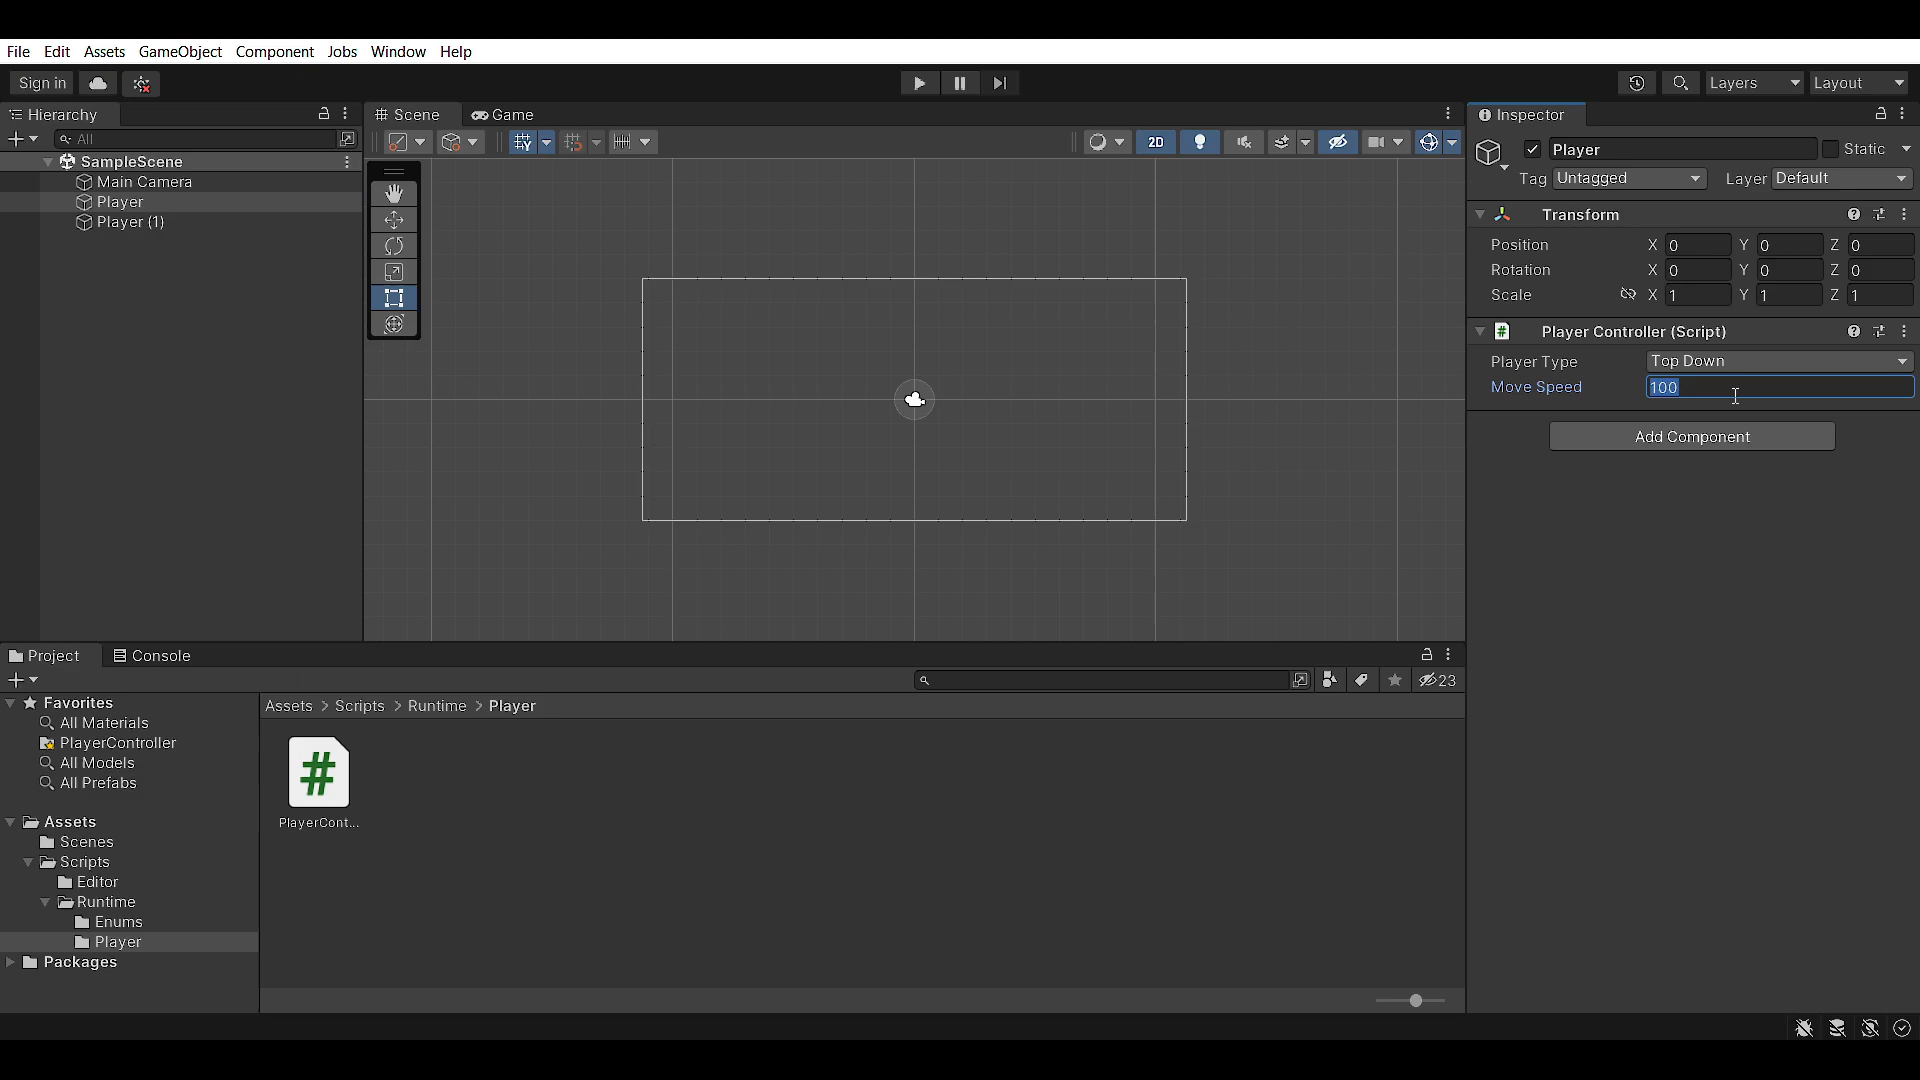 File Edit Assets GameObject Component Jobs Window Help
Sign in Layers Layout
Hierarchy
All
SampleScene
Main Camera
Player
Player (1)
Scene Game
2D
Inspector
Player Static
Tag Untagged Layer Default
Transform
Position X 0 Y 0 Z 0
Rotation X 0 Y 0 Z 0
Scale X 1 Y 1 Z 1
# Player Controller (Script)
Player Type Top Down
Move Speed 100
Add Component
Project Console
23
Favorites
All Materials
PlayerController
All Models
All Prefabs
Assets
Scenes
Scripts
Editor
Runtime
Enums
Player
Packages
Assets > Scripts > Runtime > Player
#
PlayerCont...